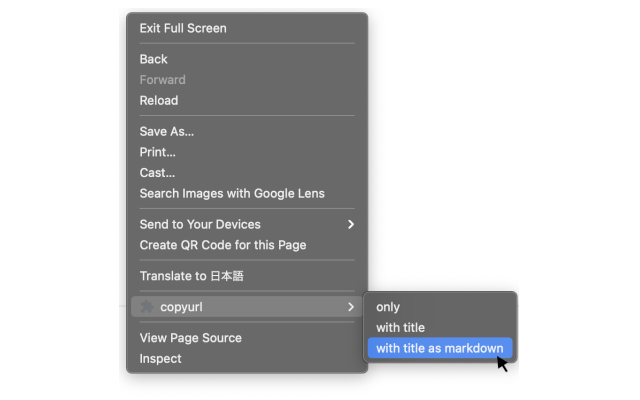 Exit Full Screen
Back
Forward
Reload
Save As...
Print...
Cast...
Search Images with Google Lens
Send to Your Devices
Create QR Code for this Page
Translate to 日本語
copyurl
only
with title
with title as markdown
View Page Source
Inspect